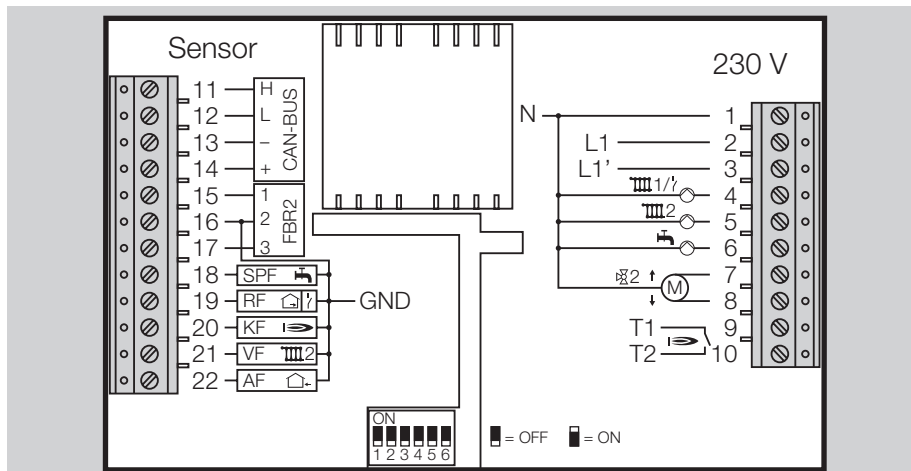 Sensor
230 V
11 H
12 L
13 –
14 +
CAN-BUS
15 1
16 2
17 3
FBR2
18 SPF
19 RF
20 KF
21 VF 2
22 AF
GND
N 1
L1 2
L1’ 3
1/ 4
2 5
6
2 7
M
8
T1 9
T2 10
ON
1 2 3 4 5 6
= OFF = ON